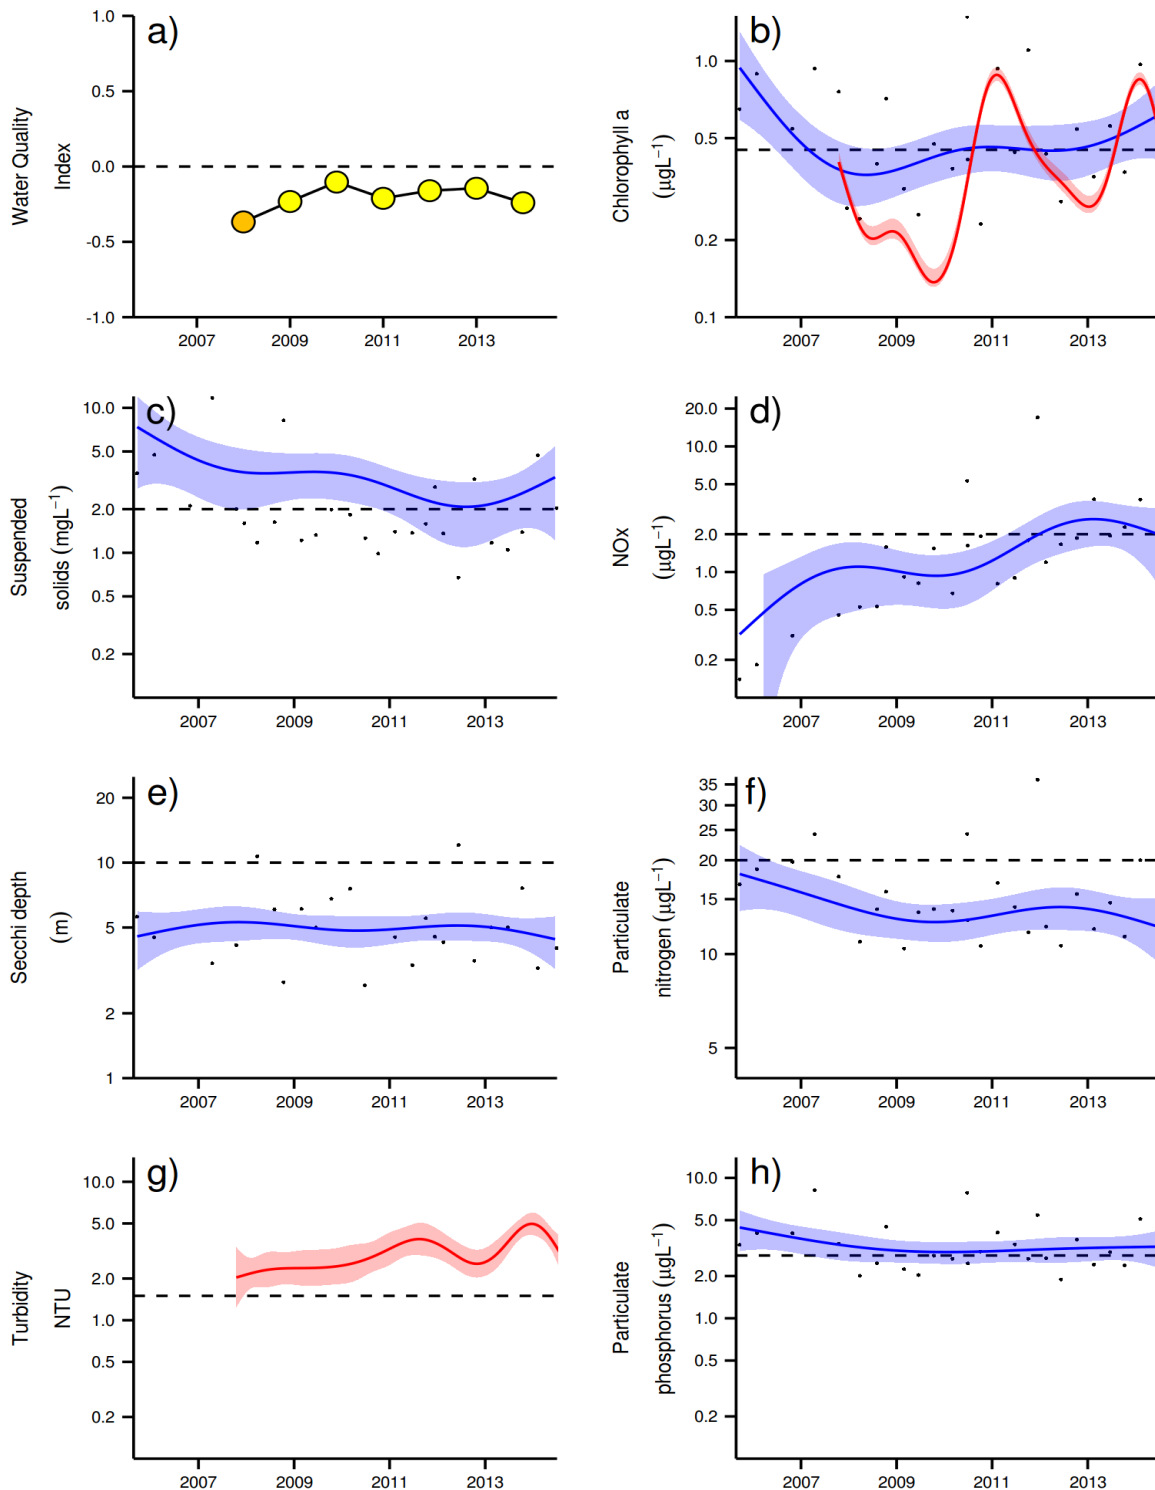 a)
Water Quality
Index
1.0
0.5
0.0
-0.5
-1.0
2007 2009 2011 2013
b)
Chlorophyll a
(µgL−1)
1.0
0.5
0.2
0.1
2007 2009 2011 2013
c)
Suspended
solids (mgL−1)
10.0
5.0
2.0
1.0
0.5
0.2
2007 2009 2011 2013
d)
NOx
(µgL−1)
20.0
10.0
5.0
2.0
1.0
0.5
0.2
2007 2009 2011 2013
e)
Secchi depth
(m)
20
10
5
2
1
2007 2009 2011 2013
f)
Particulate
nitrogen (µgL−1)
35
30
25
20
15
10
5
2007 2009 2011 2013
g)
Turbidity
NTU
10.0
5.0
2.0
1.0
0.5
0.2
2007 2009 2011 2013
h)
Particulate
phosphorus (µgL−1)
10.0
5.0
2.0
1.0
0.5
0.2
2007 2009 2011 2013